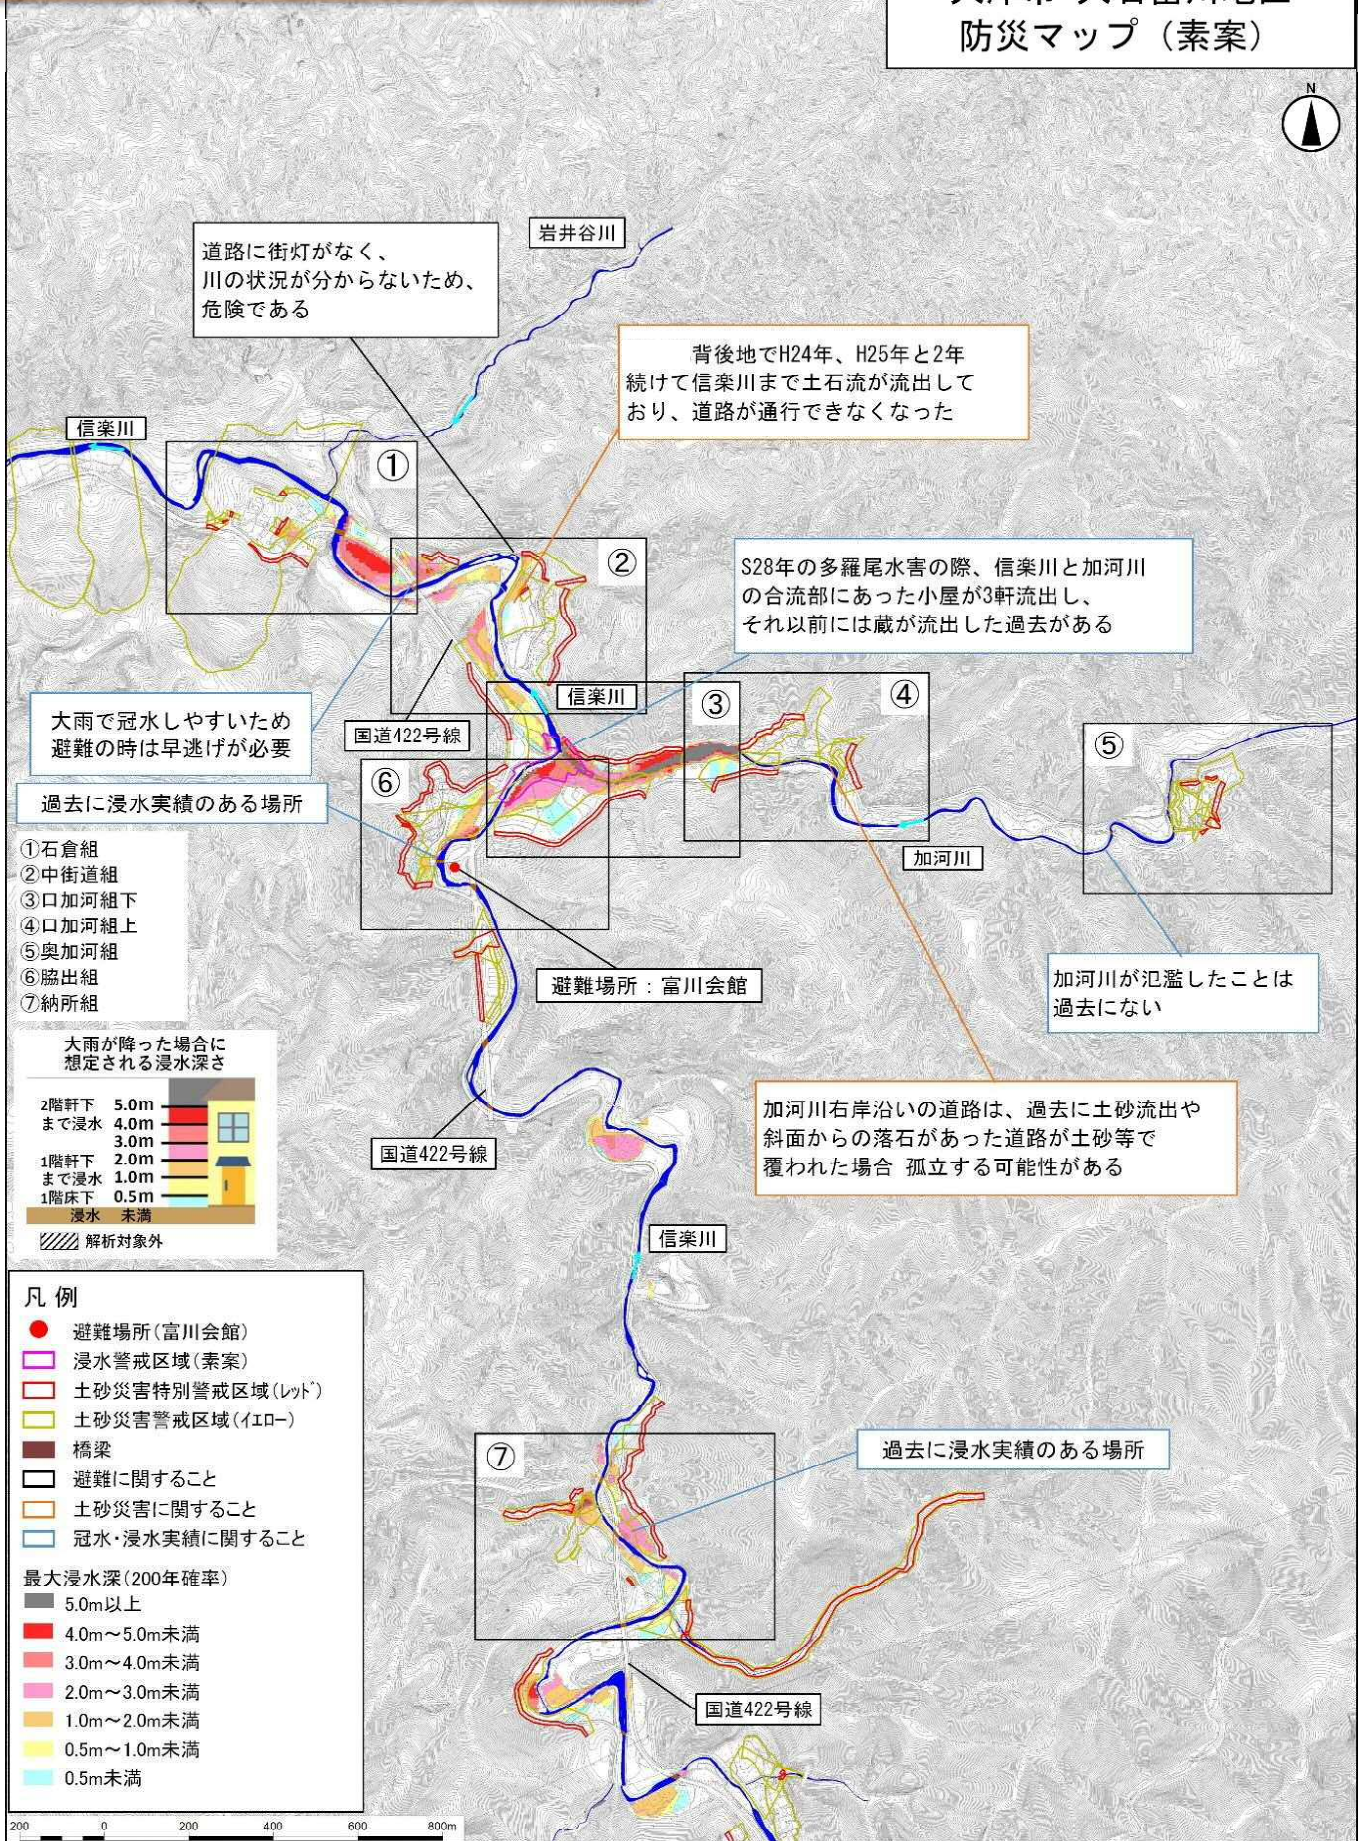 防災マップ（素案）
N
岩井谷川
道路に街灯がなく、
川の状況が分からないため、
危険である
背後地でH24年、H25年と2年
続けて信楽川まで土石流が流出して
おり、道路が通行できなくなった
信楽川
①
②
S28年の多羅尾水害の際、信楽川と加河川
の合流部にあった小屋が3軒流出し、
それ以前には蔵が流出した過去がある
大雨で冠水しやすいため
避難の時は早逃げが必要
国道422号線
信楽川
③
④
⑤
⑥
過去に浸水実績のある場所
加河川
①石倉組
②中街道組
③口加河組下
④口加河組上
⑤奥加河組
⑥脇出組
⑦納所組
避難場所：富川会館
加河川が氾濫したことは
過去にない
大雨が降った場合に
想定される浸水深さ
2階軒下 5.0m
まで浸水 4.0m
3.0m
1階軒下 2.0m
まで浸水 1.0m
1階床下 0.5m
浸水 未満
解析対象外
国道422号線
加河川右岸沿いの道路は、過去に土砂流出や
斜面からの落石があった道路が土砂等で
覆われた場合 孤立する可能性がある
信楽川
凡 例
避難場所(富川会館)
浸水警戒区域(素案)
土砂災害特別警戒区域(ﾚｯﾄﾞ)
土砂災害警戒区域(ｲｴﾛｰ)
橋梁
避難に関すること
土砂災害に関すること
冠水・浸水実績に関すること
最大浸水深(200年確率)
5.0m以上
4.0m～5.0m未満
3.0m～4.0m未満
2.0m～3.0m未満
1.0m～2.0m未満
0.5m～1.0m未満
0.5m未満
⑦
過去に浸水実績のある場所
国道422号線
200 0 200 400 600 800m